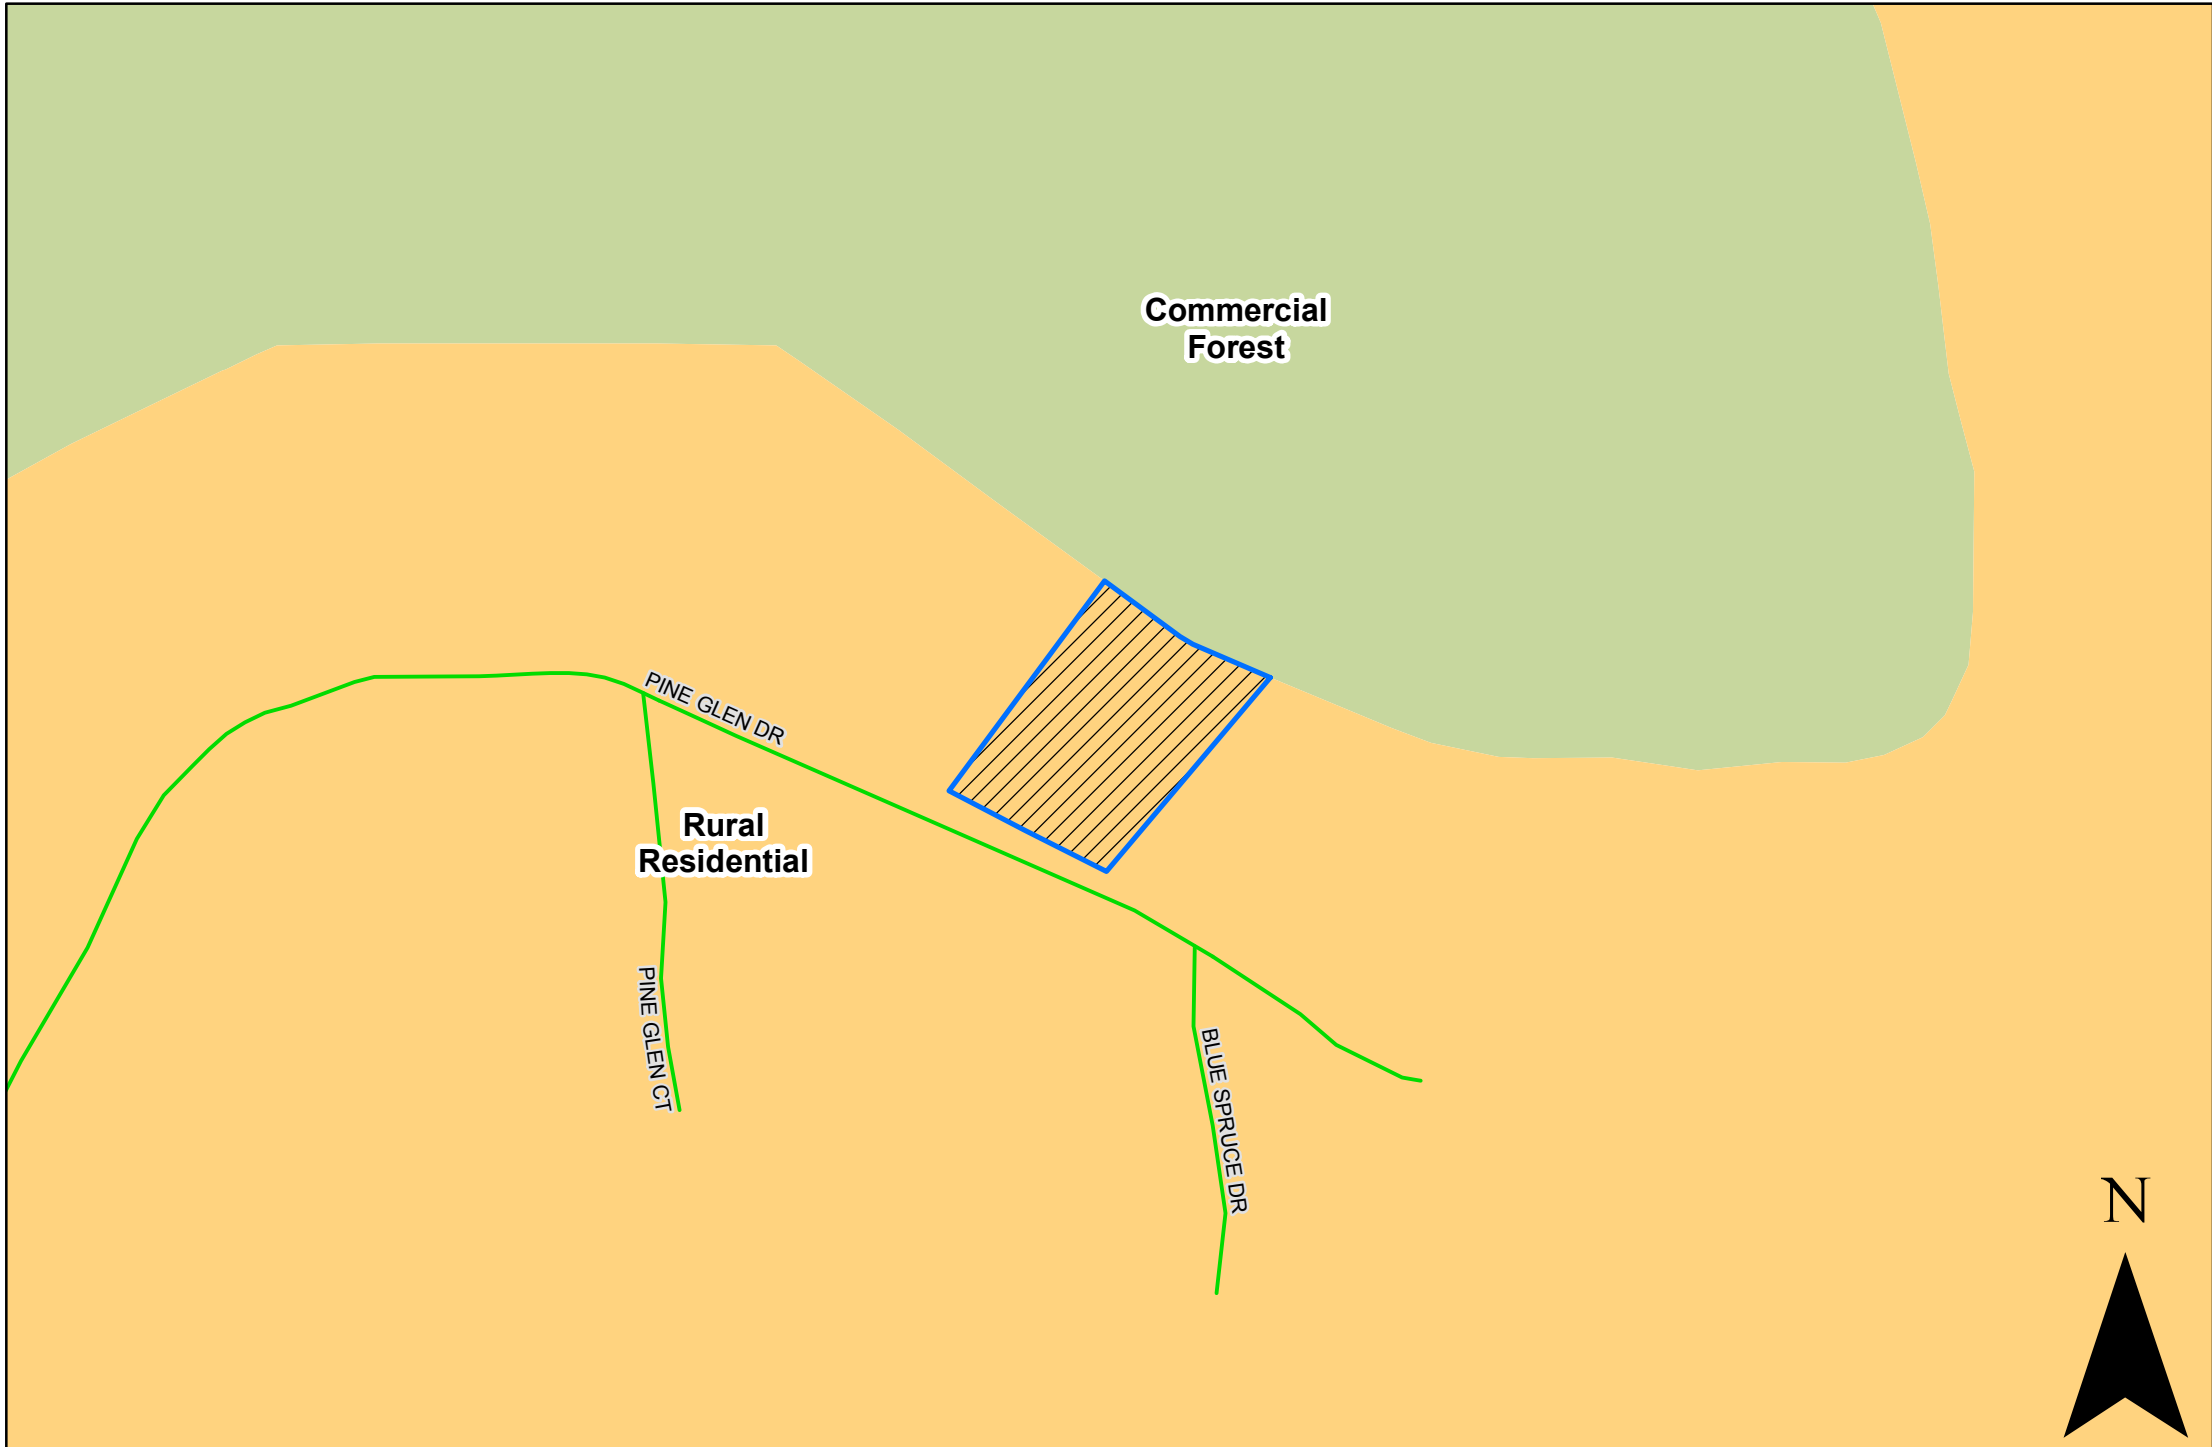 Commercial
Forest
PINE GLEN DR
Rural
Residential
PINE GLEN CT
BLUE SPRUCE DR
N